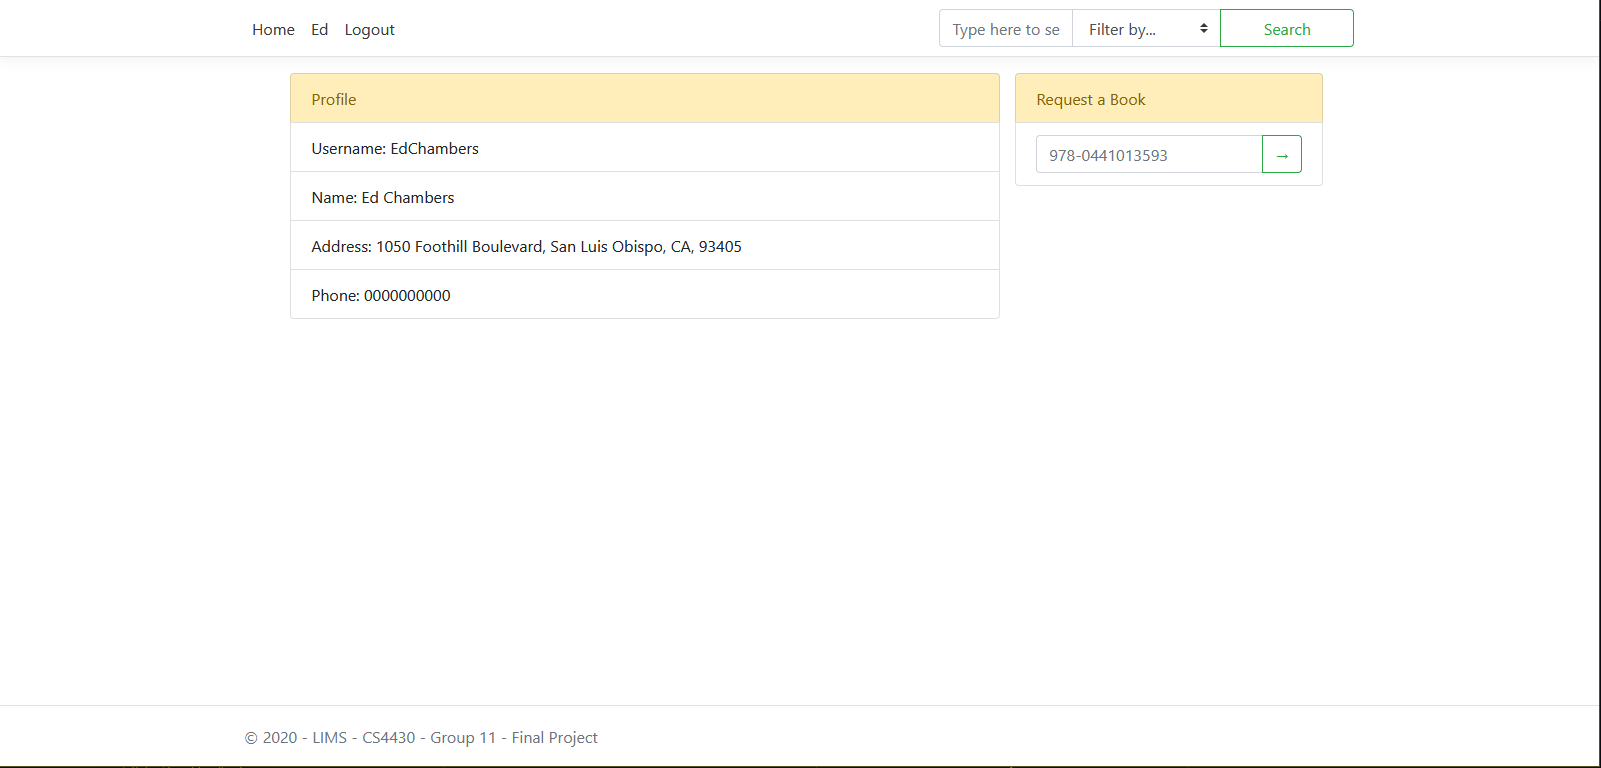 Home Ed Logout Type here to se Filter by... Search
Profile
Username: EdChambers
Name: Ed Chambers
Address: 1050 Foothill Boulevard, San Luis Obispo, CA, 93405
Phone: 0000000000
Request a Book
978-0441013593 →
© 2020 - LIMS - CS4430 - Group 11 - Final Project